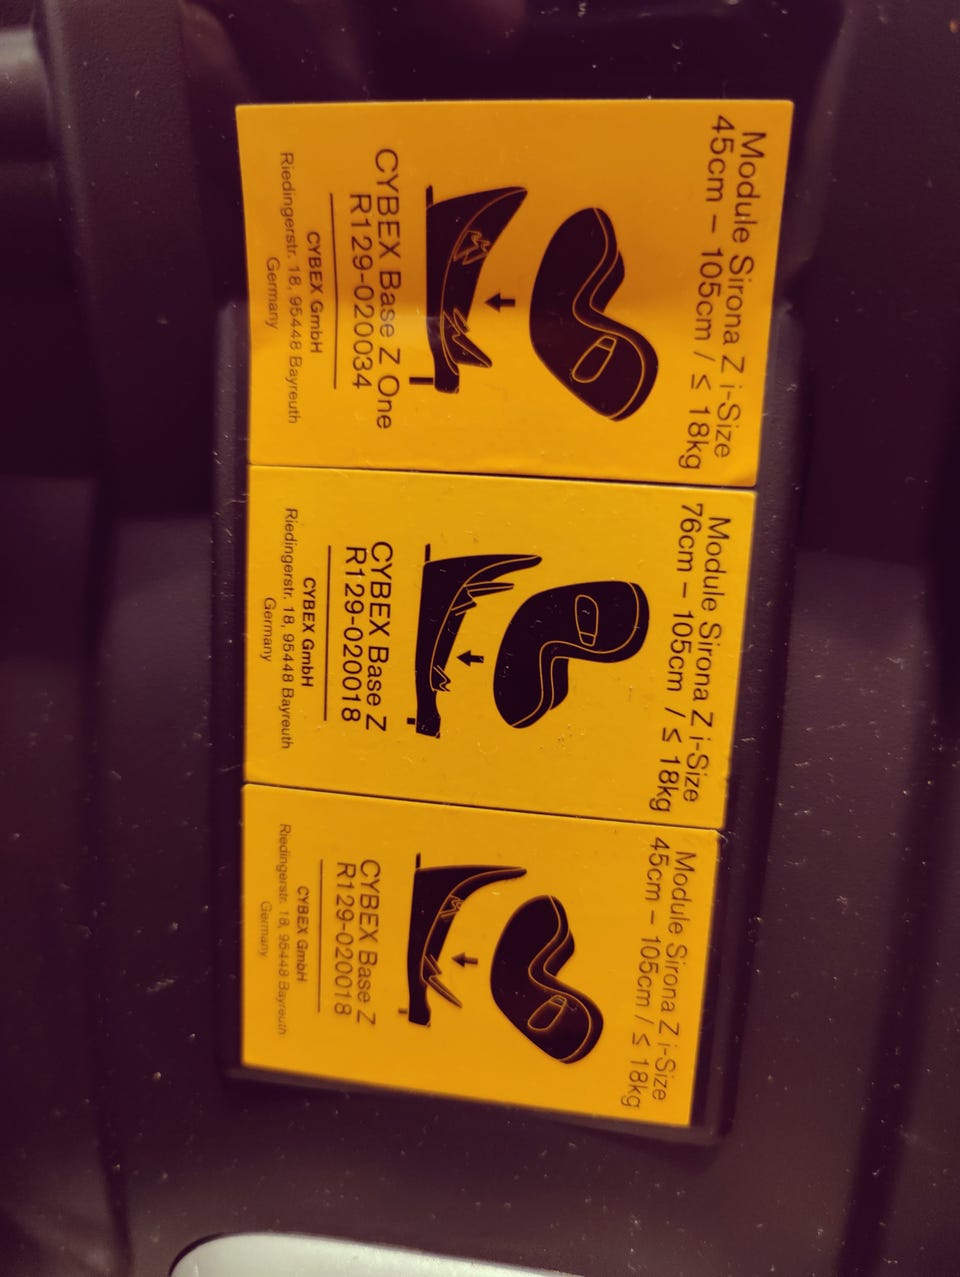 Module Sirona Z i-Size
45cm – 105cm / ≤ 18kg
CYBEX Base Z One
R129-020034
CYBEX GmbH
Riedingerstr. 18, 95448 Bayreuth
Germany
Module Sirona Z i-Size
76cm – 105cm / ≤ 18kg
CYBEX Base Z
R129-020018
CYBEX GmbH
Riedingerstr. 18, 95448 Bayreuth
Germany
Module Sirona Z i-Size
45cm – 105cm / ≤ 18kg
CYBEX Base Z
R129-020018
CYBEX GmbH
Riedingerstr. 18, 95448 Bayreuth
Germany